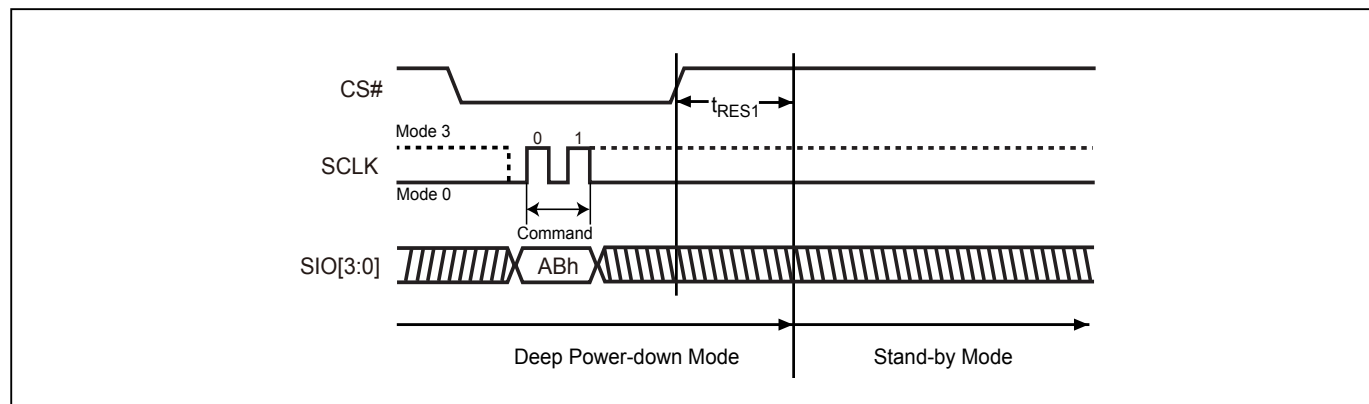 CS#
tRES1
Mode 3
0 1
SCLK
Mode 0
Command
SIO[3:0]
ABh
Deep Power-down Mode
Stand-by Mode